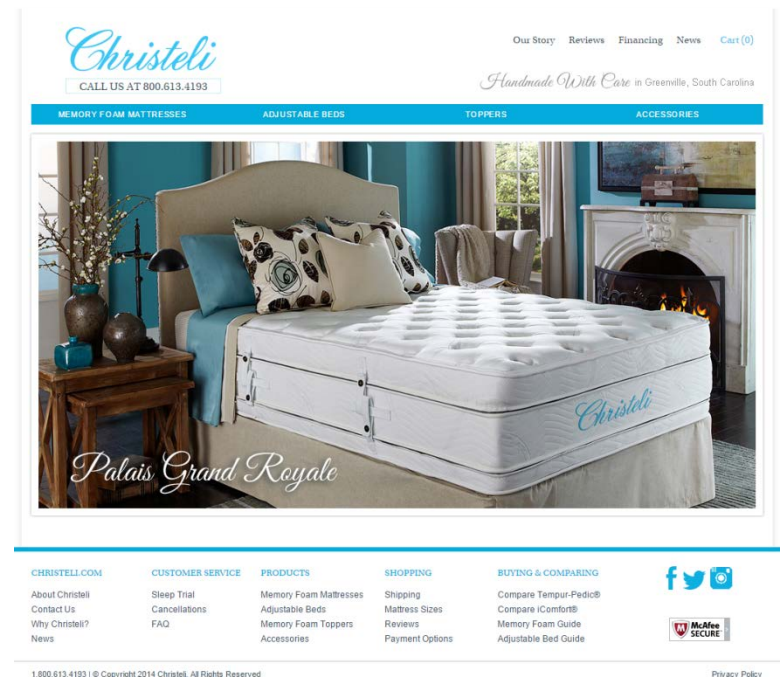 Christeli
CALL US AT 800.613.4193
Our Story Reviews Financing News Cart (0)
Handmade With Care in Greenville, South Carolina
MEMORY FOAM MATTRESSES ADJUSTABLE BEDS TOPPERS ACCESSORIES
Christeli
Palais Grand Royale
CHRISTELI.COM
About Christeli
Contact Us
Why Christeli?
News
CUSTOMER SERVICE
Sleep Trial
Cancellations
FAQ
PRODUCTS
Memory Foam Mattresses
Adjustable Beds
Memory Foam Toppers
Accessories
SHOPPING
Shipping
Mattress Sizes
Reviews
Payment Options
BUYING & COMPARING
Compare Tempur-Pedic®
Compare iComfort®
Memory Foam Guide
Adjustable Bed Guide
McAfee
SECURE
1.800.613.4193 | © Copyright 2014 Christeli. All Rights Reserved.
Privacy Policy